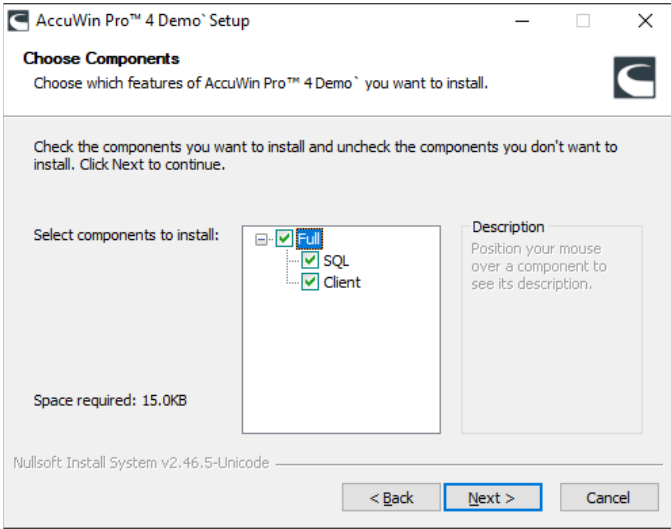 AccuWin Pro™ 4 Demo` Setup
Choose Components
Choose which features of AccuWin Pro™ 4 Demo` you want to install.
Check the components you want to install and uncheck the components you don't want to
install. Click Next to continue.
Select components to install:
Full
SQL
Client
Description
Position your mouse
over a component to
see its description.
Space required: 15.0KB
Nullsoft Install System v2.46.5-Unicode
< Back
Next >
Cancel